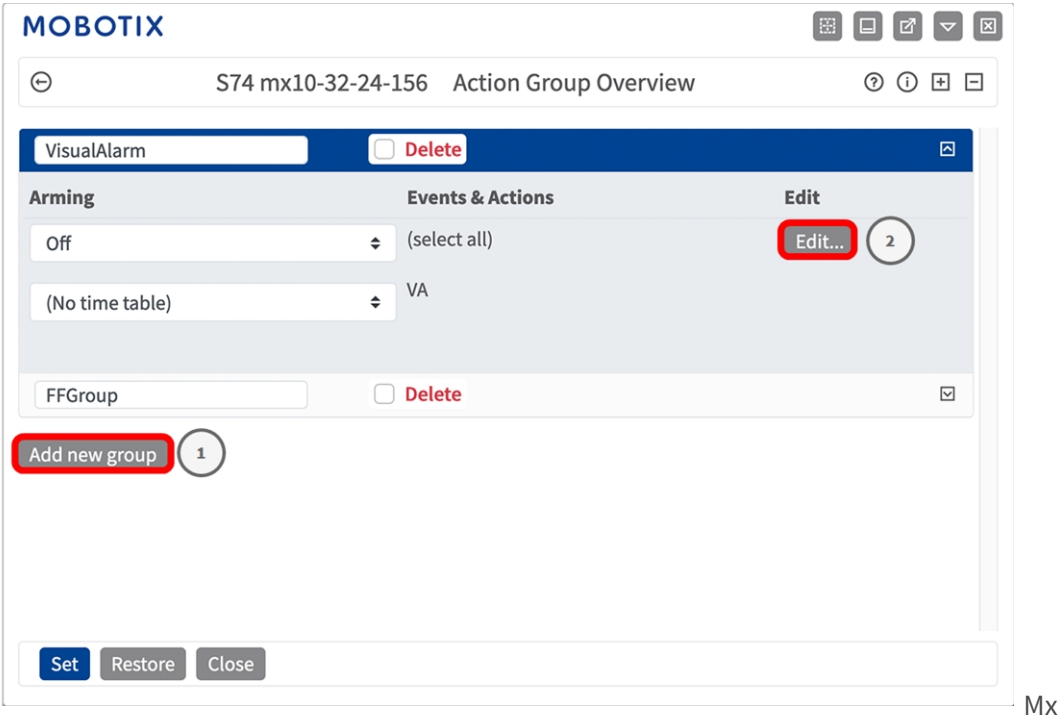 MOBOTIX
S74 mx10-32-24-156 Action Group Overview
VisualAlarm Delete
Arming Events & Actions Edit
Off (select all) Edit... 2
(No time table) VA
FFGroup Delete
Add new group 1
Set Restore Close
Mx